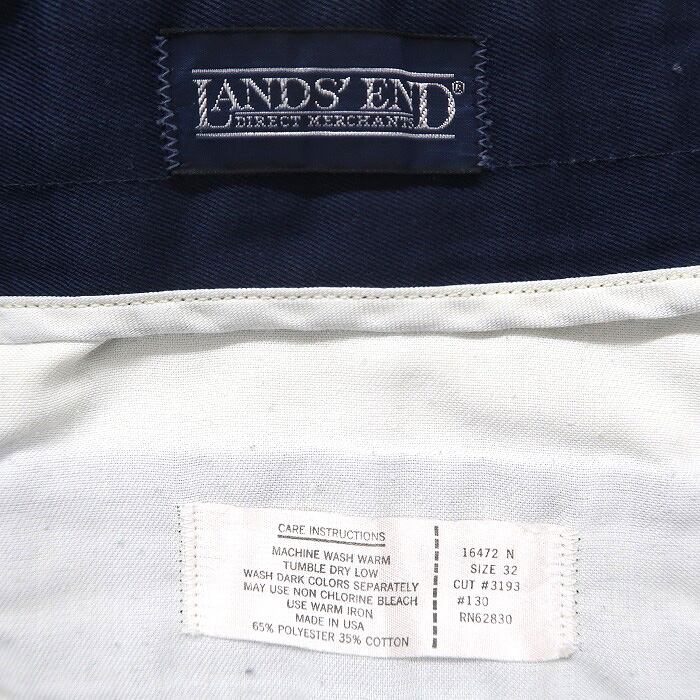 LANDS' END®
DIRECT MERCHANTS
CARE INSTRUCTIONS
MACHINE WASH WARM
TUMBLE DRY LOW
WASH DARK COLORS SEPARATELY
MAY USE NON CHLORINE BLEACH
USE WARM IRON
MADE IN USA
65% POLYESTER 35% COTTON
16472 N
SIZE 32
CUT #3193
#130
RN62830